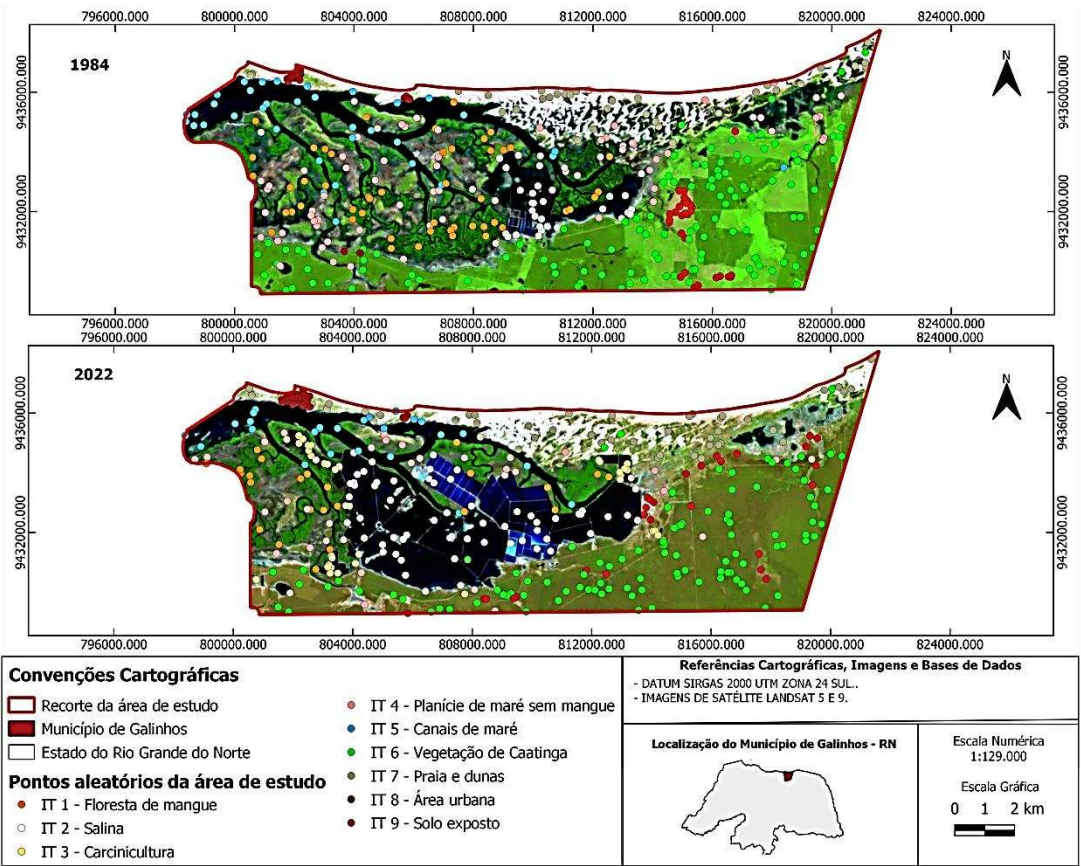 796000.000 800000.000 804000.000 808000.000 812000.000 816000.000 820000.000 824000.000
1984
N
9436000.000
9432000.000
9436000.000
9432000.000
796000.000 800000.000 804000.000 808000.000 812000.000 816000.000 820000.000 824000.000
796000.000 800000.000 804000.000 808000.000 812000.000 816000.000 820000.000 824000.000
2022
N
9436000.000
9432000.000
9436000.000
9432000.000
796000.000 800000.000 804000.000 808000.000 812000.000 816000.000 820000.000 824000.000
Convenções Cartográficas
Recorte da área de estudo
Município de Galinhos
Estado do Rio Grande do Norte
Pontos aleatórios da área de estudo
IT 1 - Floresta de mangue
IT 2 - Salina
IT 3 - Carcinicultura
IT 4 - Planície de maré sem mangue
IT 5 - Canais de maré
IT 6 - Vegetação de Caatinga
IT 7 - Praia e dunas
IT 8 - Área urbana
IT 9 - Solo exposto
Referências Cartográficas, Imagens e Bases de Dados
- DATUM SIRGAS 2000 UTM ZONA 24 SUL..
- IMAGENS DE SATÉLITE LANDSAT 5 E 9.
Localização do Município de Galinhos - RN
Escala Numérica
1:129.000
Escala Gráfica
0 1 2 km